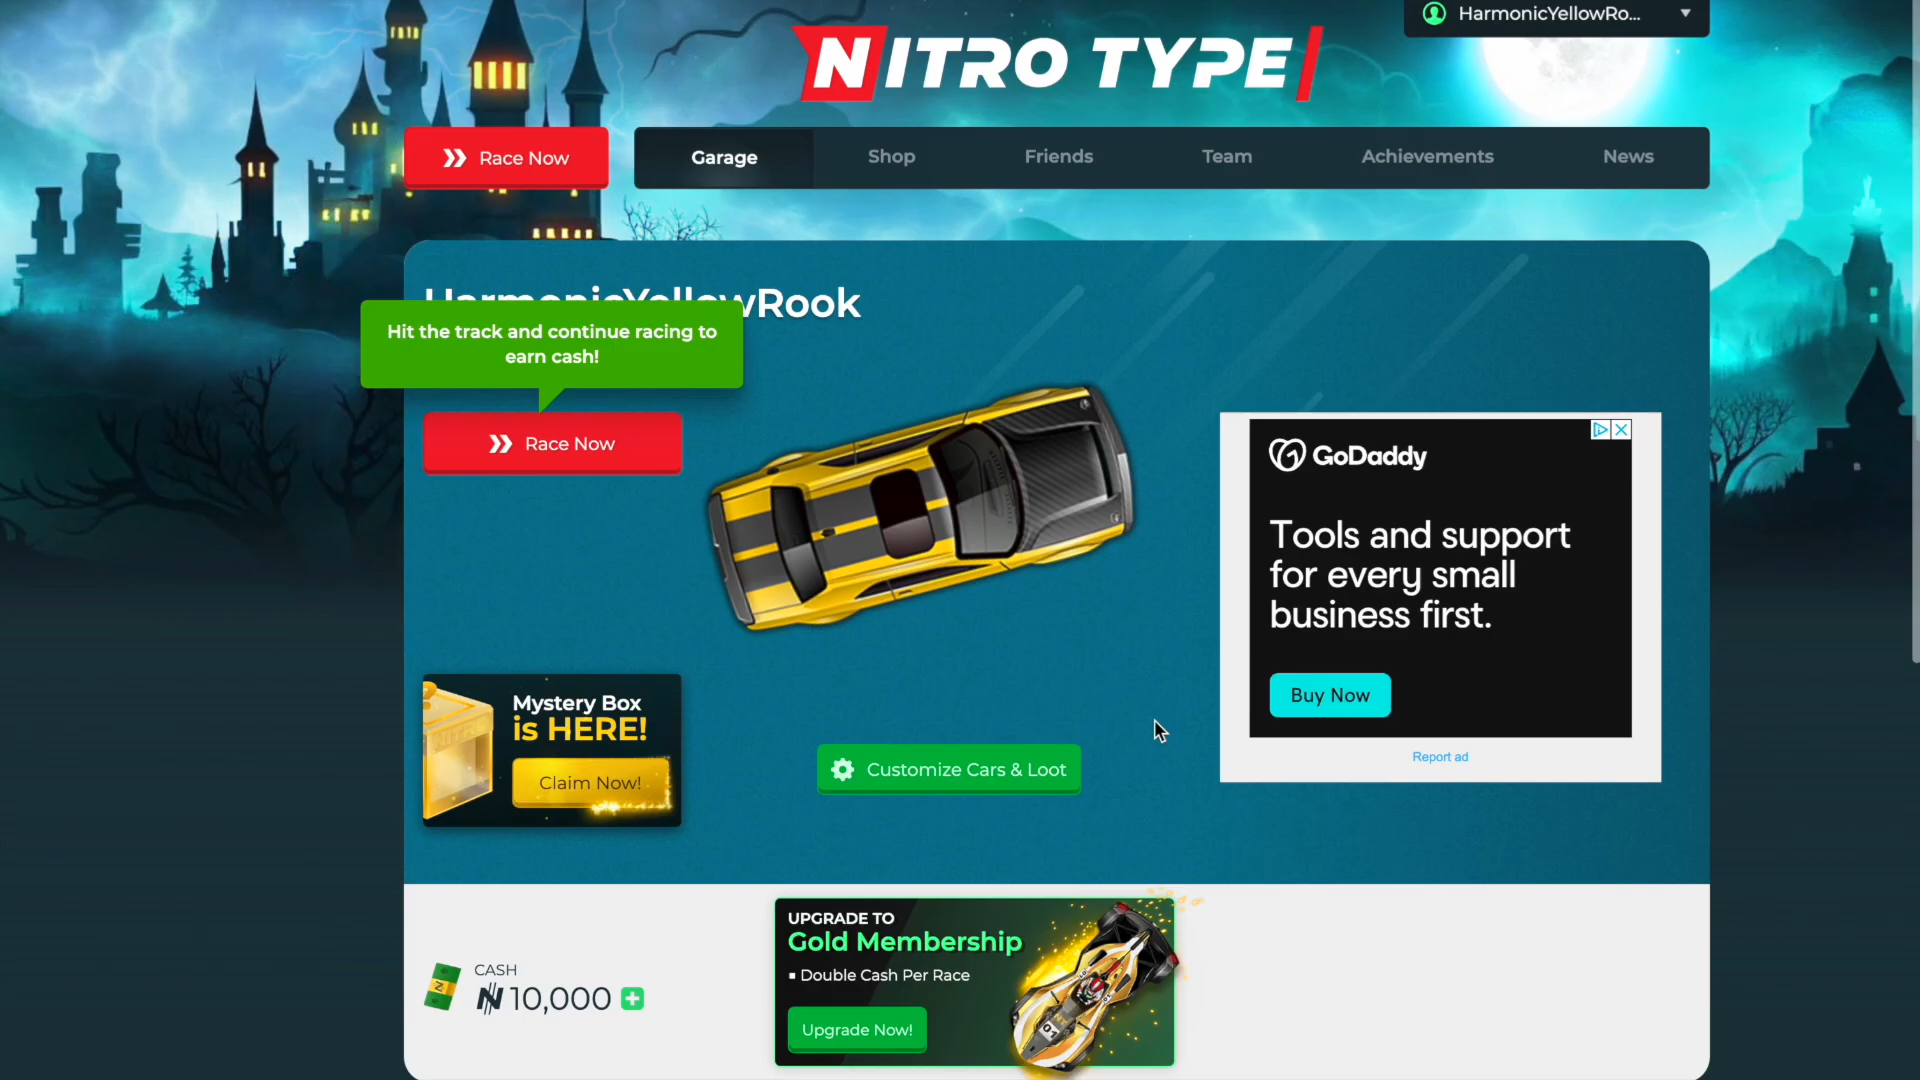 HarmonicYellowRo...
NITRO TYPE
Race Now
Garage
Shop
Friends
Team
Achievements
News
HarmonicYellowRook
Hit the track and continue racing to
earn cash!
Race Now
GoDaddy
Tools and support
for every small
business first.
Buy Now
Report ad
Mystery Box
is HERE!
Claim Now!
Customize Cars & Loot
UPGRADE TO
Gold Membership
▪ Double Cash Per Race
Upgrade Now!
01
CASH
N 10,000